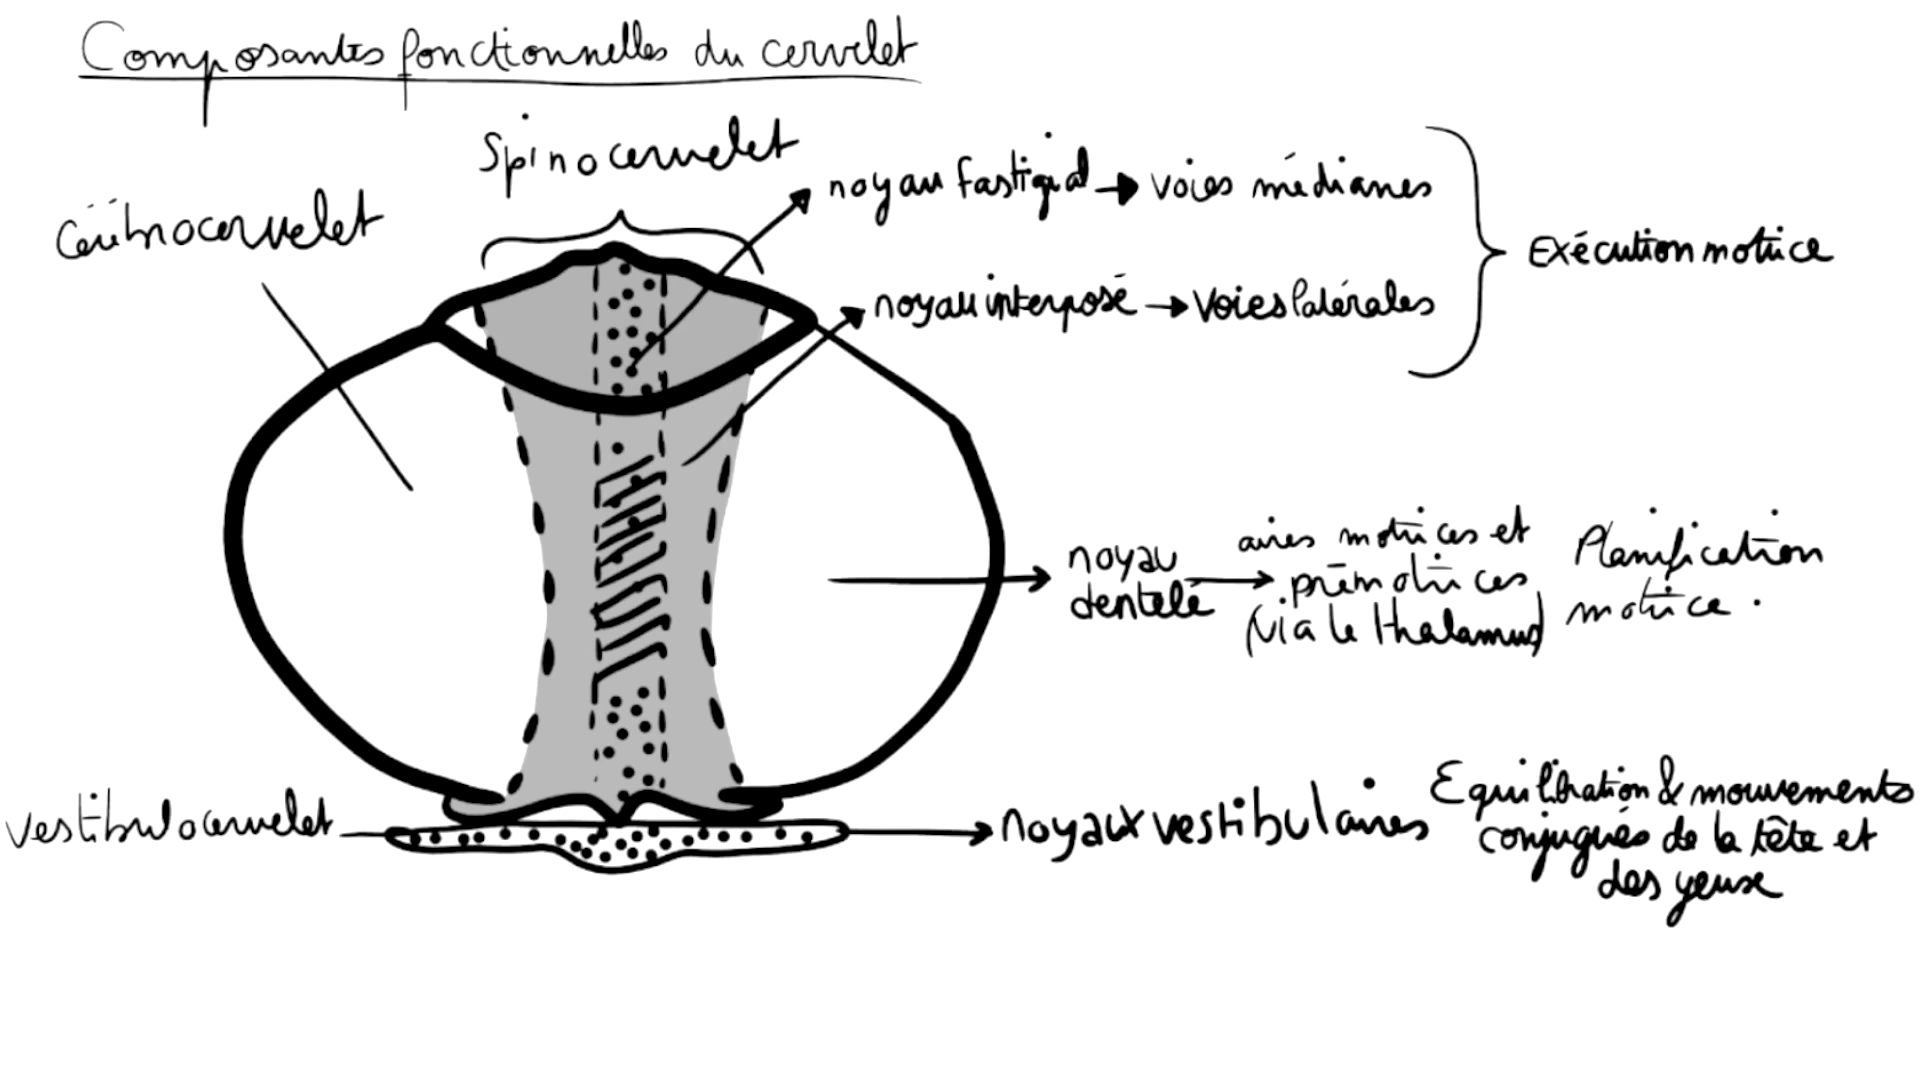 Composantes fonctionnelles du cervelet
Spinocervelet
Cérébrocervelet
noyau fastigial → voies médianes
noyau interposé → Voies latérales
Exécution motrice
noyau
dentelé
aires motrices et
prémotrices
(via le thalamus)
Planification
motrice.
vestibulocervelet
noyaux vestibulaires
Equilibration & mouvements
conjugués de la tête et
des yeux